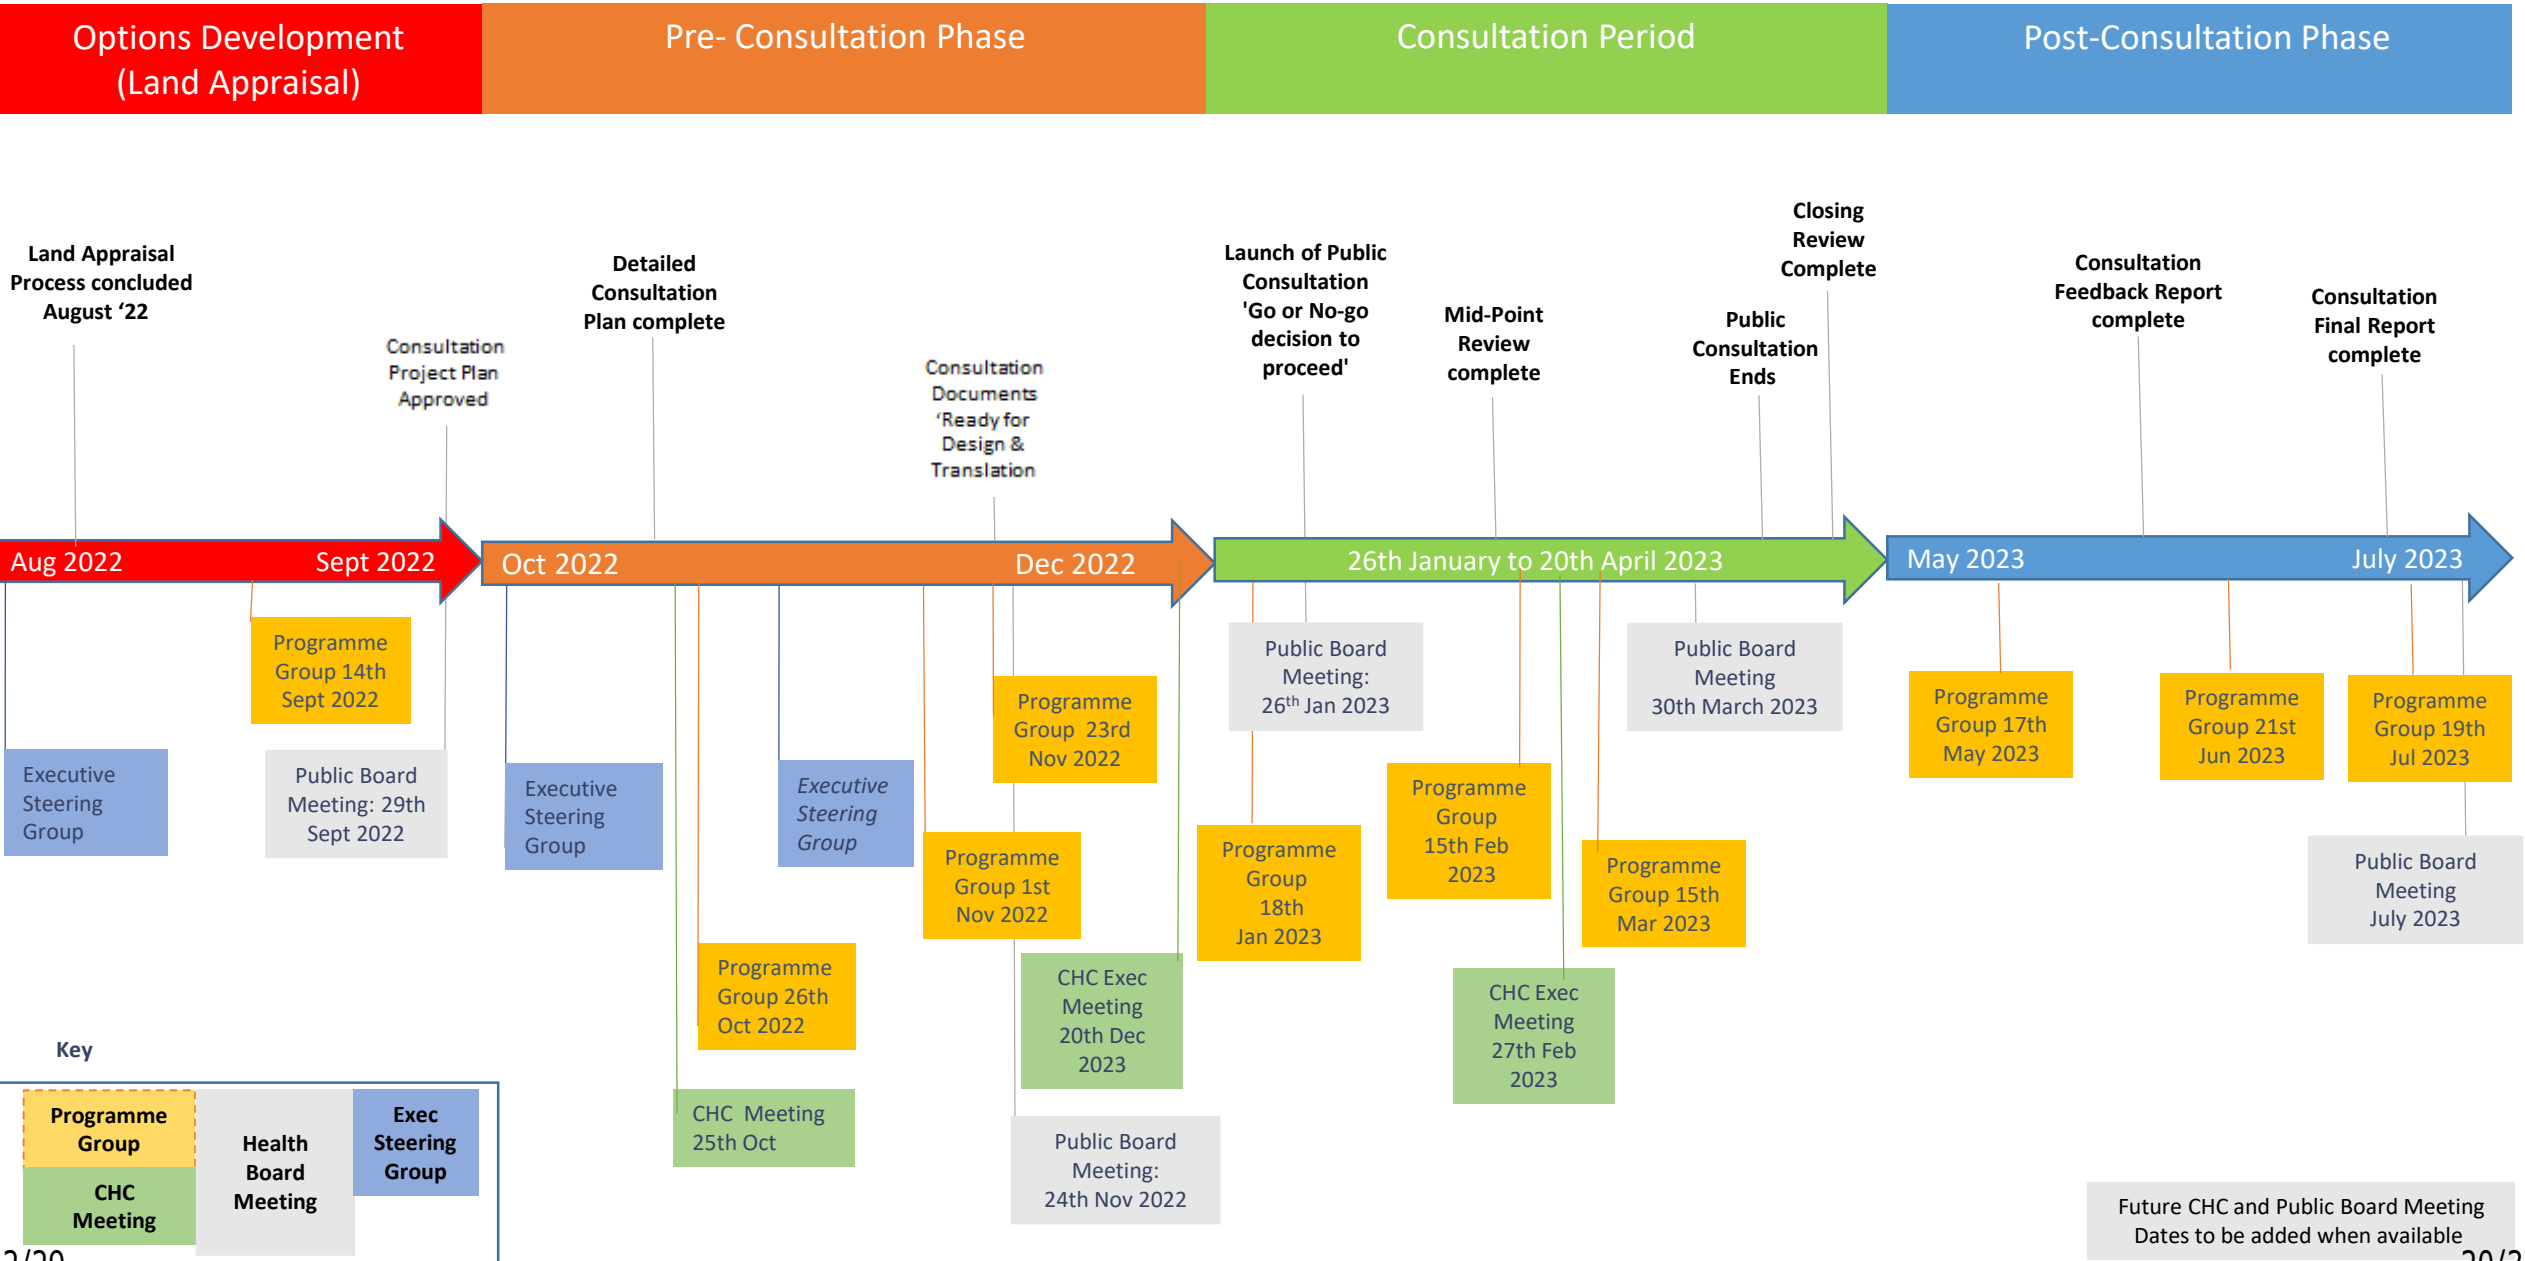 Options Development
(Land Appraisal)
Pre- Consultation Phase
Consultation Period
Post-Consultation Phase
Land Appraisal
Process concluded
August ‘22
Consultation
Project Plan
Approved
Detailed
Consultation
Plan complete
Consultation
Documents
‘Ready for
Design &
Translation
Launch of Public
Consultation
'Go or No-go
decision to
proceed'
Mid-Point
Review
complete
Public
Consultation
Ends
Closing
Review
Complete
Consultation
Feedback Report
complete
Consultation
Final Report
complete
Aug 2022
Sept 2022
Oct 2022
Dec 2022
26th January to 20th April 2023
May 2023
July 2023
Executive
Steering
Group
Programme
Group 14th
Sept 2022
Public Board
Meeting: 29th
Sept 2022
Executive
Steering
Group
CHC Meeting
25th Oct
Programme
Group 26th
Oct 2022
Executive
Steering
Group
Programme
Group 1st
Nov 2022
Programme
Group 23rd
Nov 2022
Public Board
Meeting:
24th Nov 2022
CHC Exec
Meeting
20th Dec
2023
Programme
Group
18th
Jan 2023
Public Board
Meeting:
26th Jan 2023
Programme
Group
15th Feb
2023
CHC Exec
Meeting
27th Feb
2023
Programme
Group 15th
Mar 2023
Public Board
Meeting
30th March 2023
Programme
Group 17th
May 2023
Programme
Group 21st
Jun 2023
Programme
Group 19th
Jul 2023
Public Board
Meeting
July 2023
Key
Programme
Group
CHC
Meeting
Health
Board
Meeting
Exec
Steering
Group
Future CHC and Public Board Meeting
Dates to be added when available